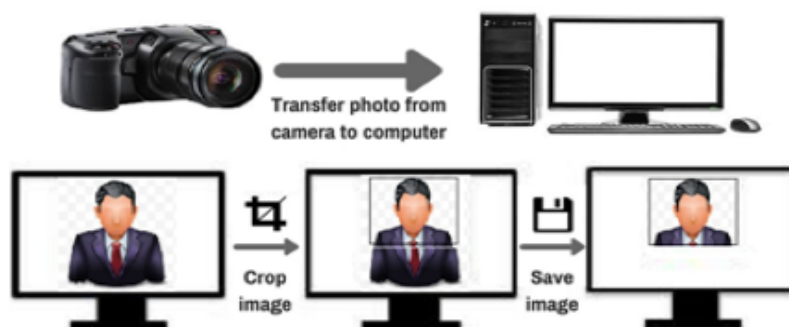 Transfer photo from
camera to computer
Crop
image
Save
image